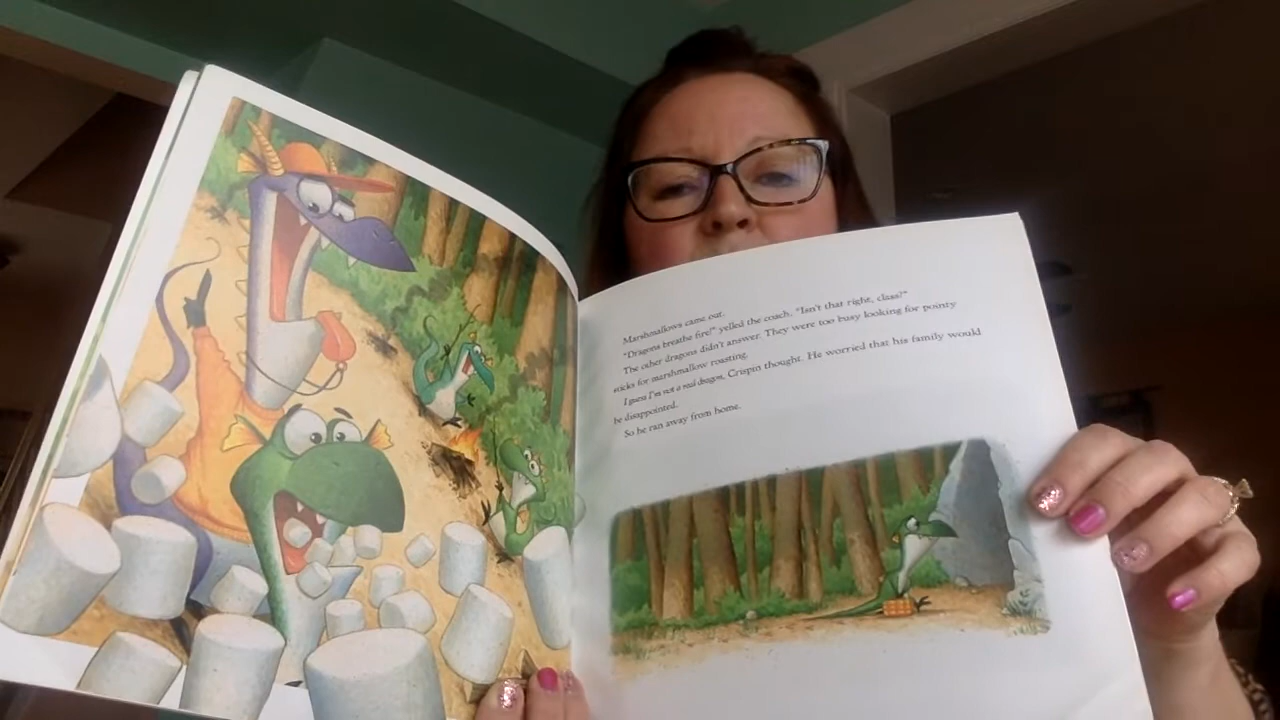 Marshmallows came out.
"Dragons breathe fire!" yelled the coach. "Isn't that right, class?"
The other dragons didn't answer. They were too busy looking for pointy
sticks for marshmallow roasting.
I guess I'm not a real dragon, Crispin thought. He worried that his family would
be disappointed.
So he ran away from home.